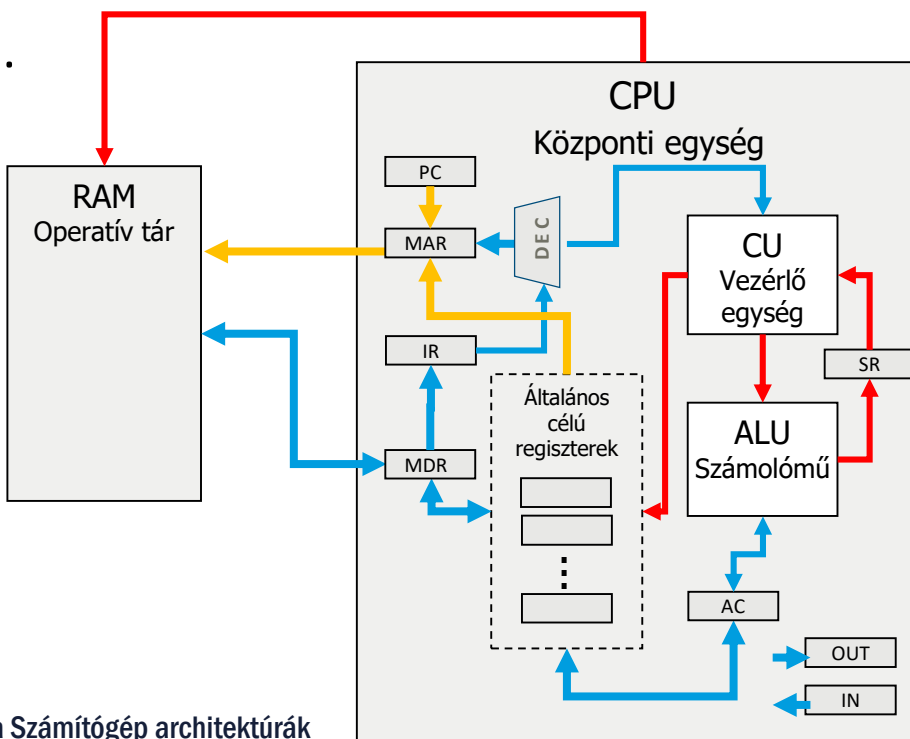 .
CPU
Központi egység
RAM
Operatív tár
PC
MAR
DEC
CU
Vezérlő
egység
IR
SR
Általános
célú
regiszterek
ALU
Számolómű
MDR
AC
OUT
IN
Számítógép architektúrák